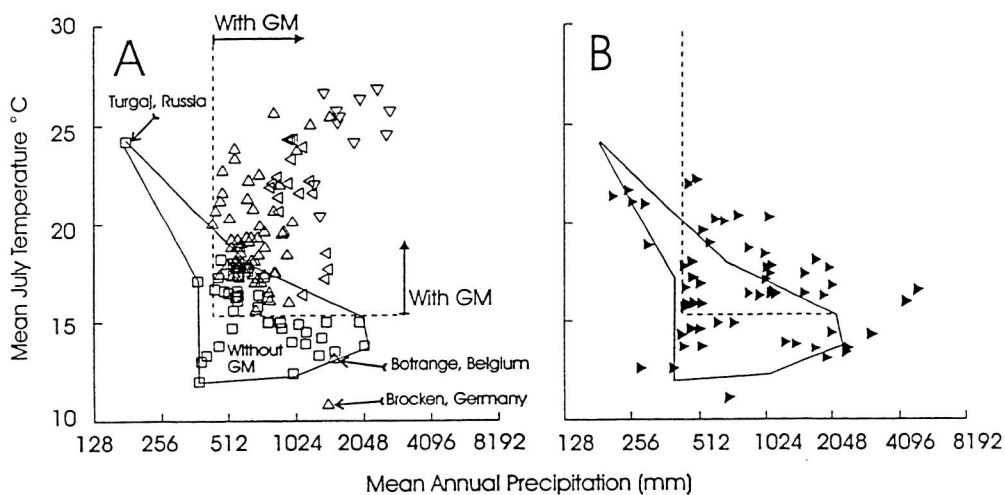 30
25
20
15
10
Mean July Temperature °C
A
With GM
Turgaj, Russia
With GM
Without
GM
Botrange, Belgium
Brocken, Germany
128 256 512 1024 2048 4096 8192
B
128 256 512 1024 2048 4096 8192
Mean Annual Precipitation (mm)